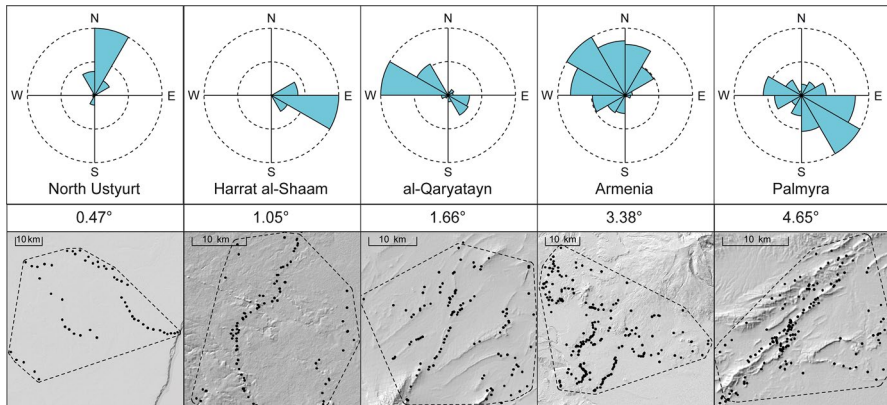 N
W E
S
North Ustyurt
N
W E
S
Harrat al-Shaam
N
W E
S
al-Qaryatayn
N
W E
S
Armenia
N
W E
S
Palmyra
0.47°
1.05°
1.66°
3.38°
4.65°
10 km
10 km
10 km
10 km
10 km